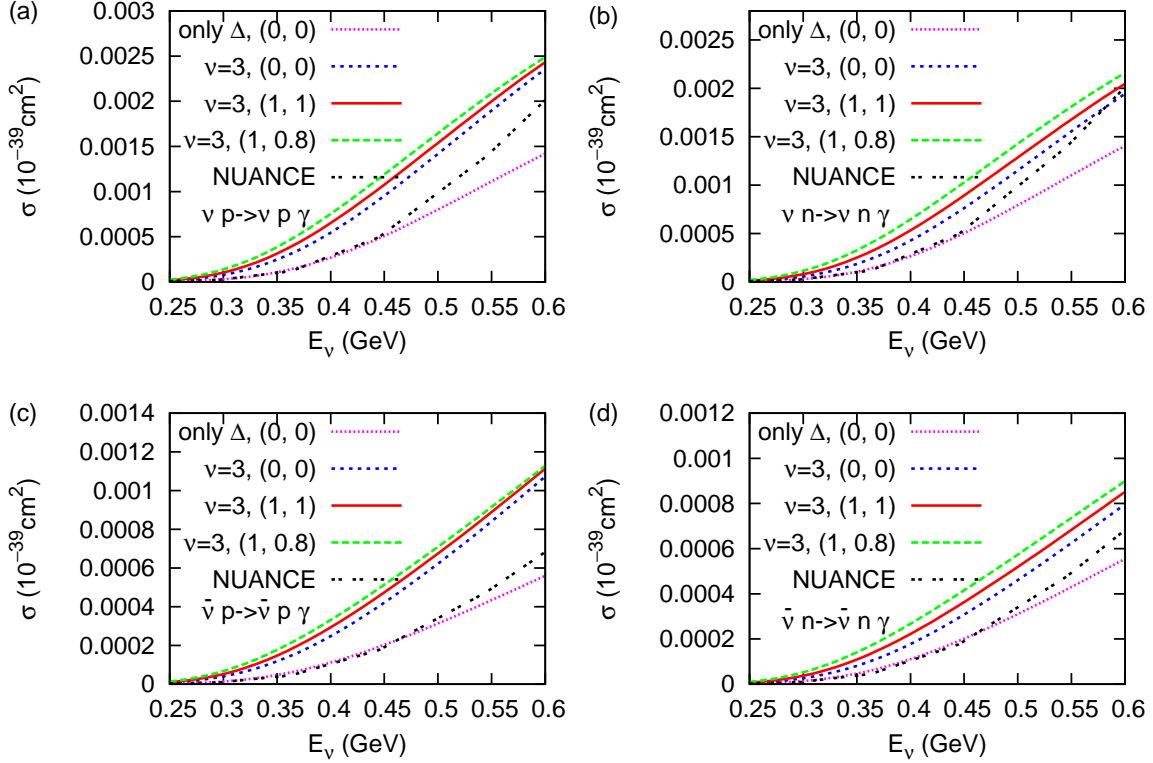 (a)
σ (10⁻³⁹cm²)
0.003
0.0025
0.002
0.0015
0.001
0.0005
0
only Δ, (0, 0)
ν=3, (0, 0)
ν=3, (1, 1)
ν=3, (1, 0.8)
NUANCE
ν p->ν p γ
0.25 0.3 0.35 0.4 0.45 0.5 0.55 0.6
E_ν (GeV)
(b)
σ (10⁻³⁹cm²)
0.0025
0.002
0.0015
0.001
0.0005
0
only Δ, (0, 0)
ν=3, (0, 0)
ν=3, (1, 1)
ν=3, (1, 0.8)
NUANCE
ν n->ν n γ
0.25 0.3 0.35 0.4 0.45 0.5 0.55 0.6
E_ν (GeV)
(c)
σ (10⁻³⁹cm²)
0.0014
0.0012
0.001
0.0008
0.0006
0.0004
0.0002
0
only Δ, (0, 0)
ν=3, (0, 0)
ν=3, (1, 1)
ν=3, (1, 0.8)
NUANCE
ν̄ p->ν̄ p γ
0.25 0.3 0.35 0.4 0.45 0.5 0.55 0.6
E_ν (GeV)
(d)
σ (10⁻³⁹cm²)
0.0012
0.001
0.0008
0.0006
0.0004
0.0002
0
only Δ, (0, 0)
ν=3, (0, 0)
ν=3, (1, 1)
ν=3, (1, 0.8)
NUANCE
ν̄ n->ν̄ n γ
0.25 0.3 0.35 0.4 0.45 0.5 0.55 0.6
E_ν (GeV)